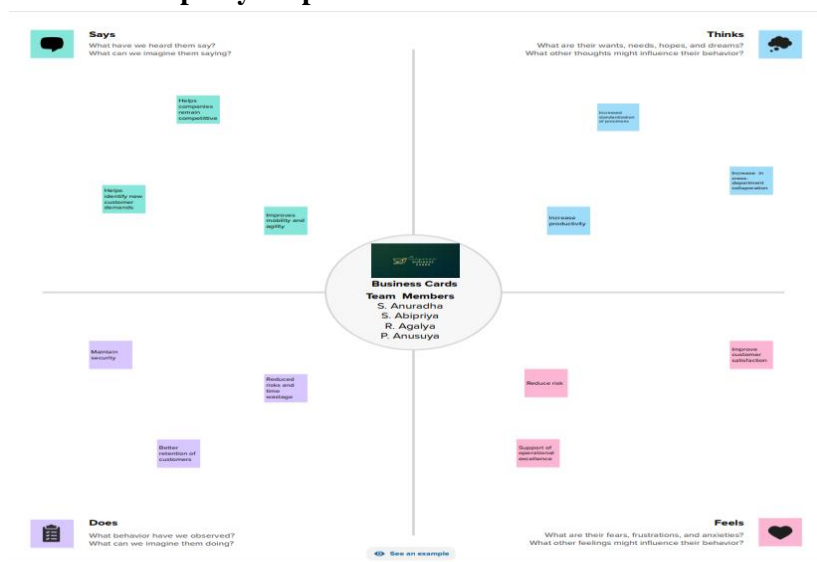 Says
What have we heard them say?
What can we imagine them saying?
Thinks
What are their wants, needs, hopes, and dreams?
What other thoughts might influence their behavior?
Helps
companies
remain
competitive
Helps
identify new
customer
demands
Improves
mobility and
agility
Increased
standardization
of processes
Increase in
cross-
department
collaboration
Increase
productivity
Business Cards
Team Members
S. Anuradha
S. Abipriya
R. Agalya
P. Anusuya
Maintain
security
Reduced
risks and
time
wastage
Better
retention of
customers
Improve
customer
satisfaction
Reduce risk
Support of
operational
excellence
Does
What behavior have we observed?
What can we imagine them doing?
Feels
What are their fears, frustrations, and anxieties?
What other feelings might influence their behavior?
See an example